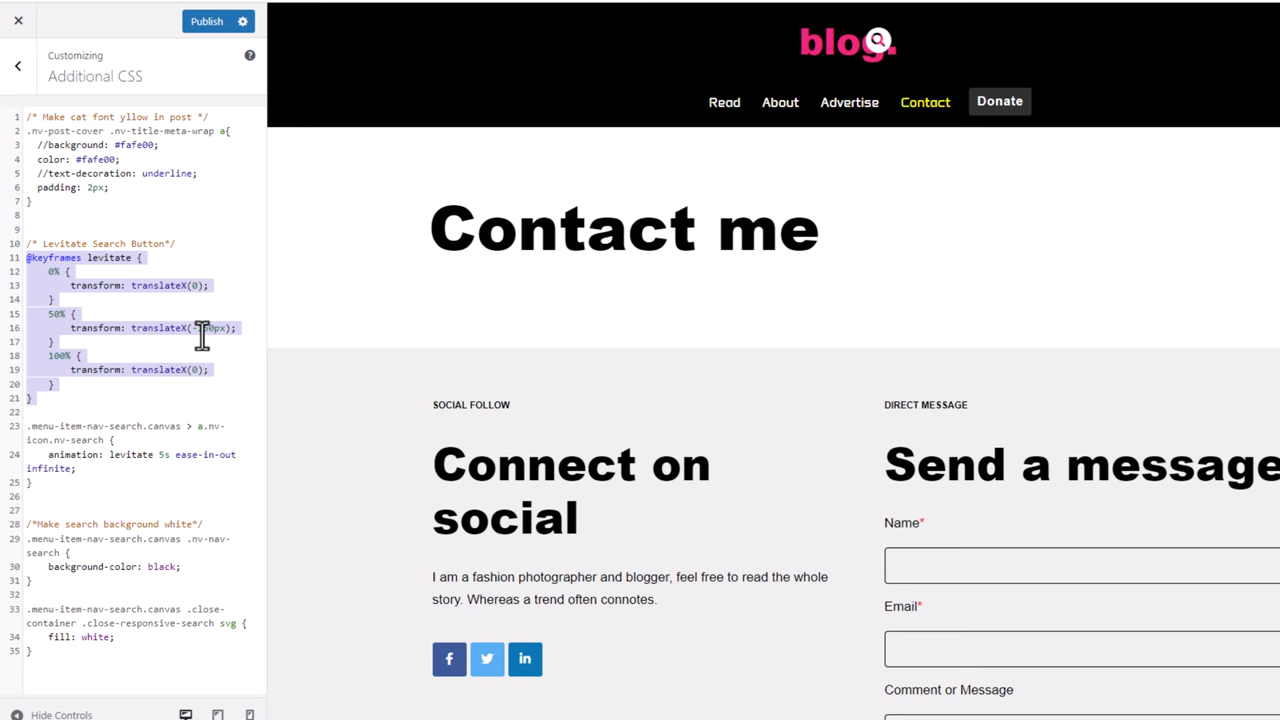 Publish
Customizing
Additional CSS
1 /* Make cat font yllow in post */
2 .nv-post-cover .nv-title-meta-wrap a{
3 //background: #fafe00;
4 color: #fafe00;
5 //text-decoration: underline;
6 padding: 2px;
7 }
8
9
10 /* Levitate Search Button*/
11 @keyframes levitate {
12 0% {
13 transform: translateX(0);
14 }
15 50% {
16 transform:
17 }
18 100% {
19 transform: translateX(0);
20 }
21 }
22
23 .menu-item-nav-search.canvas > a.nv-
icon.nv-search {
24 animation: levitate 5s ease-in-out
infinite;
25 }
26
27
28 /*Make search background white*/
29 .menu-item-nav-search.canvas .nv-nav-
search {
30 background-color: black;
31 }
32
33 .menu-item-nav-search.canvas .close-
container .close-responsive-search svg {
34 fill: white;
35 }
Hide Controls
blog.
Read About Advertise Contact Donate
Contact me
SOCIAL FOLLOW
Connect on
social
I am a fashion photographer and blogger, feel free to read the whole
story. Whereas a trend often connotes.
DIRECT MESSAGE
Send a message
Name*
Email*
Comment or Message